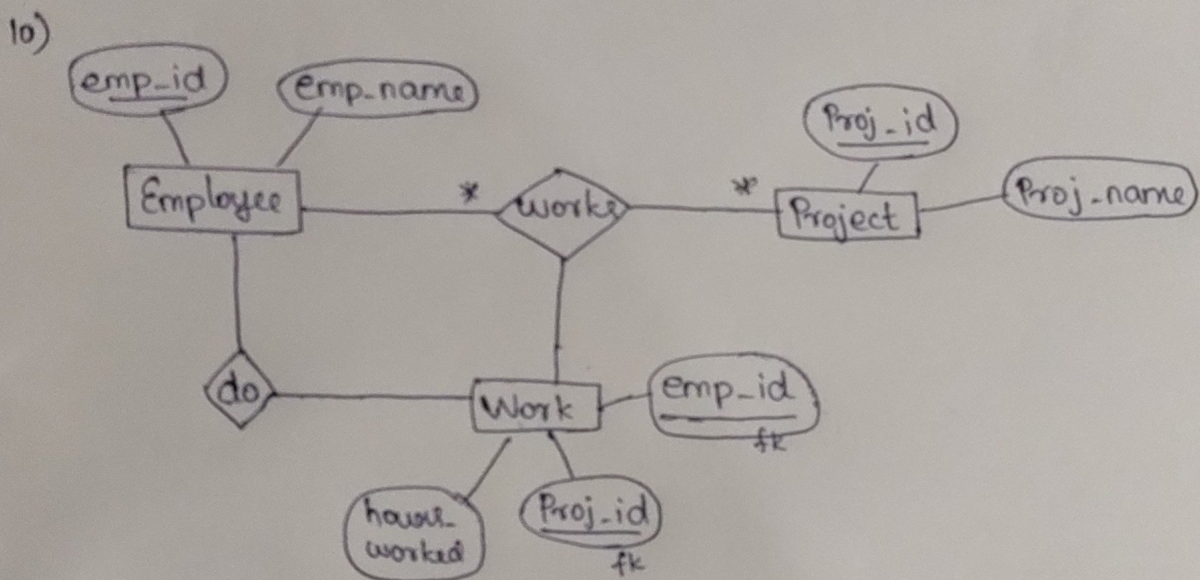 10)
emp_id
emp_name
Proj_id
Proj_name
Employee
*
works
*
Project
do
Work
emp_id
fk
hours_
worked
Proj_id
fk